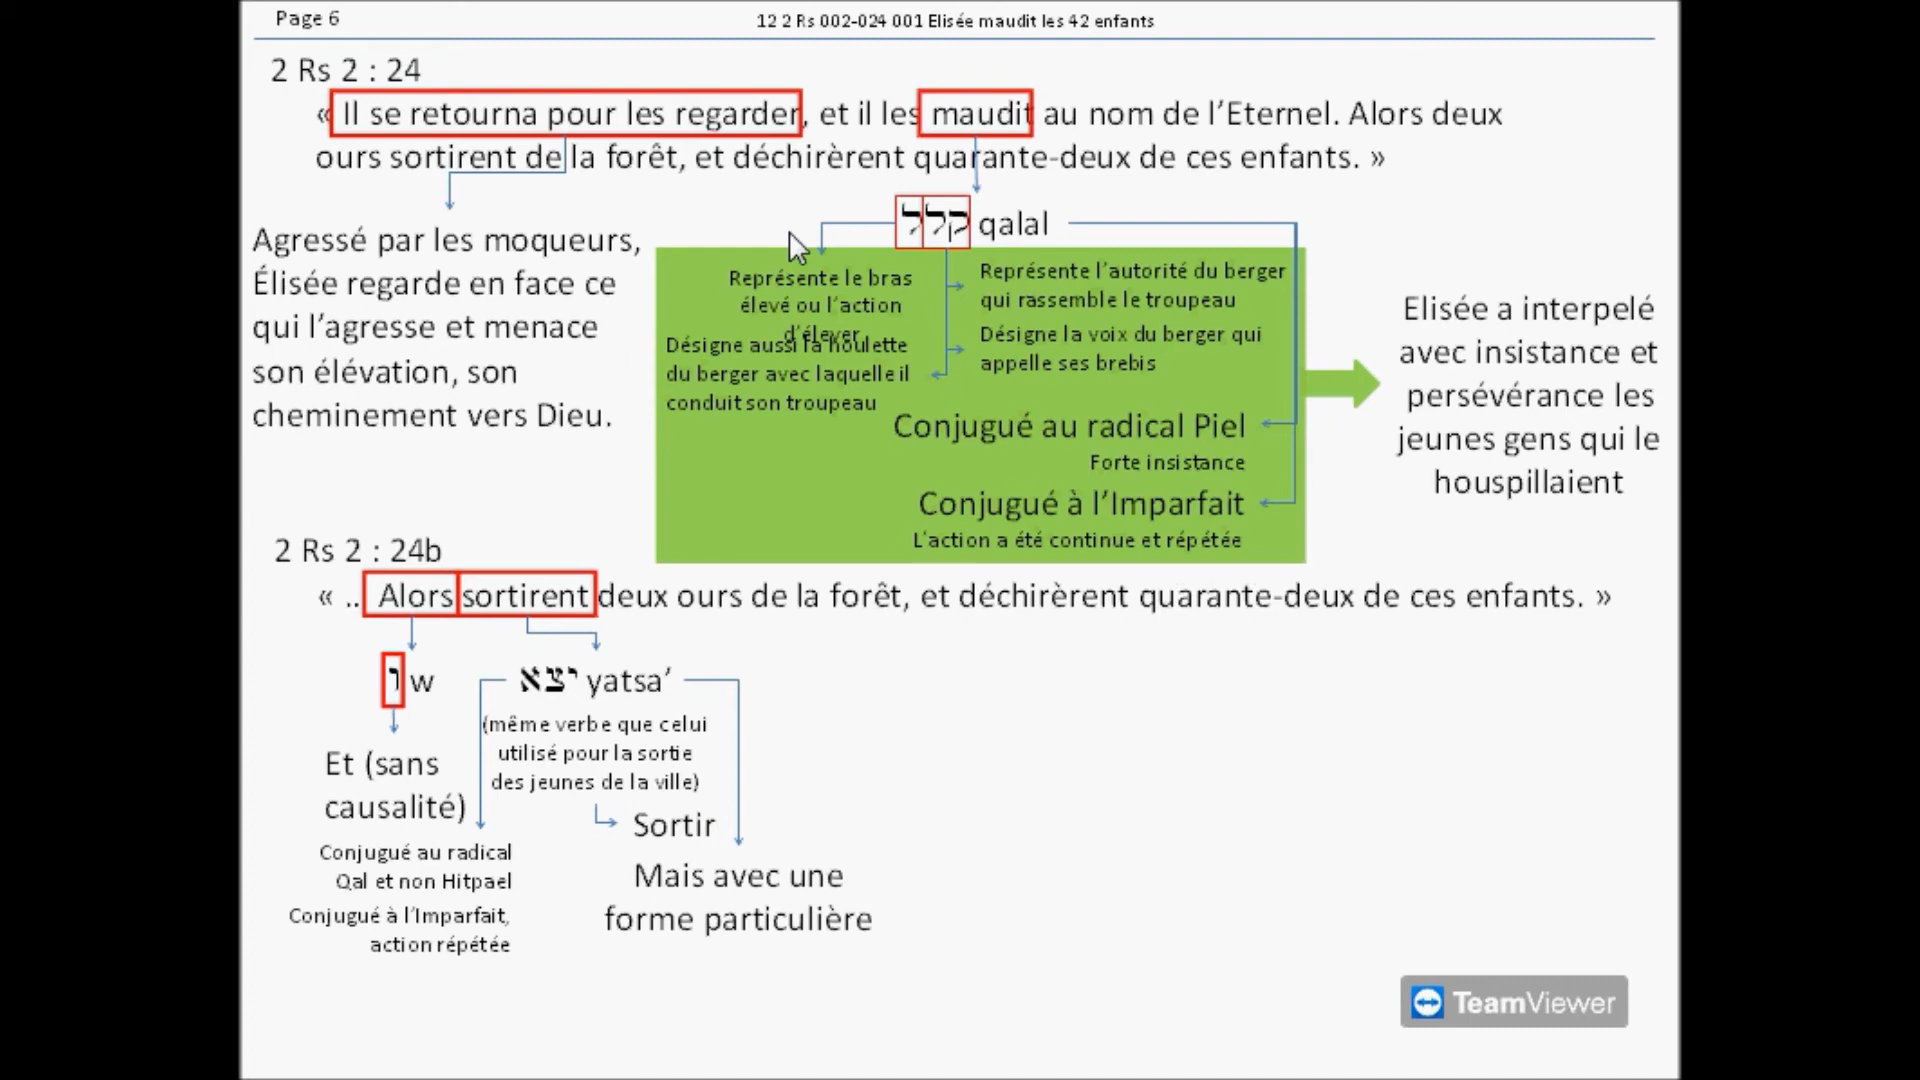 Page 6
12 2 Rs 002-024 001 Elisée maudit les 42 enfants
2 Rs 2 : 24
« Il se retourna pour les regarder, et il les maudit au nom de l’Eternel. Alors deux
ours sortirent de la forêt, et déchirèrent quarante-deux de ces enfants. »
קלל qalal
Agressé par les moqueurs,
Élisée regarde en face ce
qui l’agresse et menace
son élévation, son
cheminement vers Dieu.
Représente le bras
élevé ou l’action
d’élever
Désigne aussi la houlette
du berger avec laquelle il
conduit son troupeau
Représente l’autorité du berger
qui rassemble le troupeau
Désigne la voix du berger qui
appelle ses brebis
Conjugué au radical Piel
Forte insistance
Conjugué à l’Imparfait
L’action a été continue et répétée
Elisée a interpelé
avec insistance et
persévérance les
jeunes gens qui le
houspillaient
2 Rs 2 : 24b
« .. Alors sortirent deux ours de la forêt, et déchirèrent quarante-deux de ces enfants. »
ו w
Et (sans
causalité)
יצא yatsa’
(même verbe que celui
utilisé pour la sortie
des jeunes de la ville)
Sortir
Mais avec une
forme particulière
Conjugué au radical
Qal et non Hitpael
Conjugué à l’Imparfait,
action répétée
TeamViewer